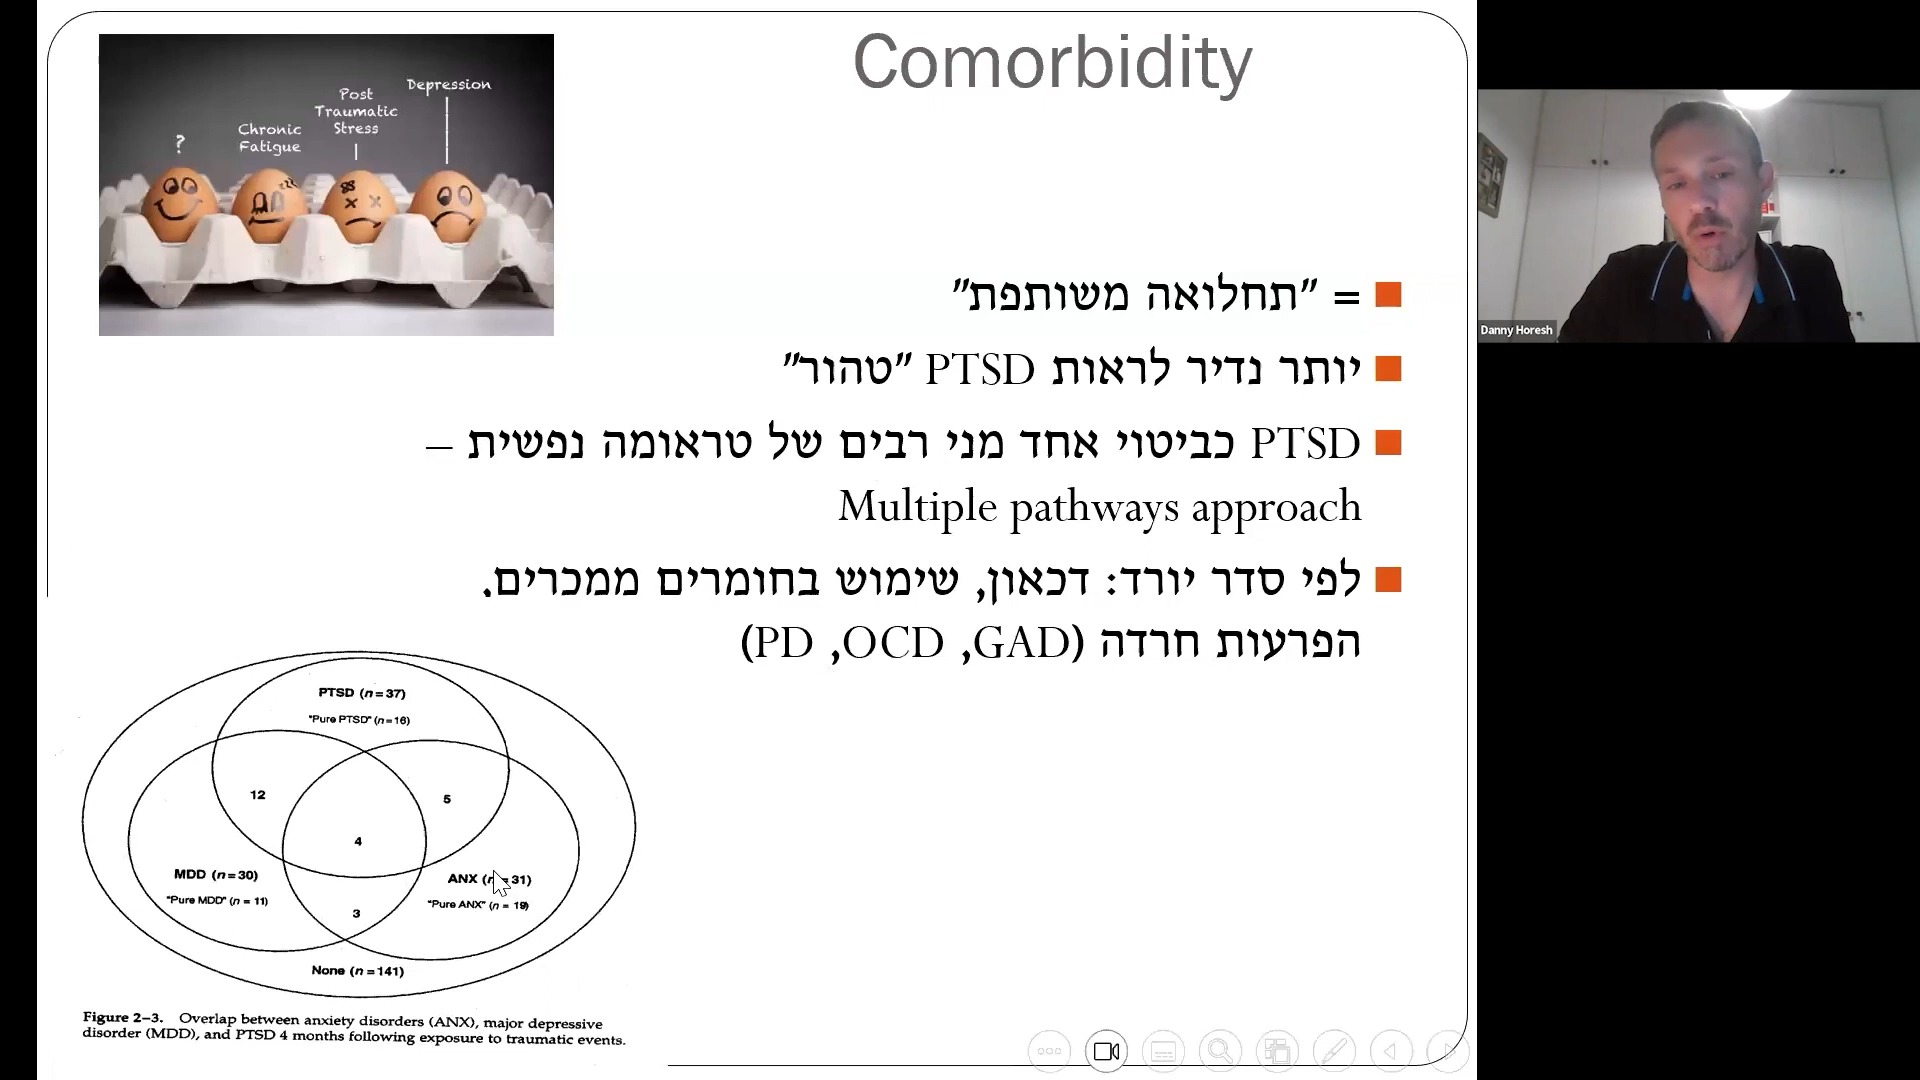 Comorbidity
?
Chronic
Fatigue
Post
Traumatic
Stress
Depression
= "תחלואה משותפת"
יותר נדיר לראות PTSD "טהור"
PTSD כביטוי אחד מני רבים של טראומה נפשית –
Multiple pathways approach
לפי סדר יורד: דכאון, שימוש בחומרים ממכרים.
הפרעות חרדה (PD ,OCD ,GAD)
PTSD (n=37)
"Pure PTSD" (n=16)
12
5
4
MDD (n=30)
"Pure MDD" (n = 11)
ANX (n=31)
"Pure ANX" (n = 19)
3
None (n=141)
Figure 2–3. Overlap between anxiety disorders (ANX), major depressive
disorder (MDD), and PTSD 4 months following exposure to traumatic events.
Danny Horesh